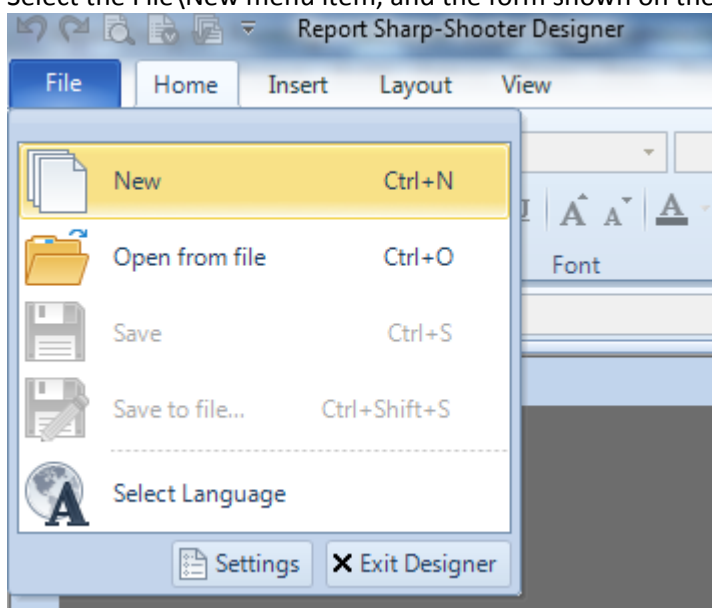 Select the File\New menu item, and the form shown on the
Report Sharp-Shooter Designer
File Home Insert Layout View
New Ctrl+N
Open from file Ctrl+O
Font
Save Ctrl+S
Save to file... Ctrl+Shift+S
Select Language
Settings Exit Designer